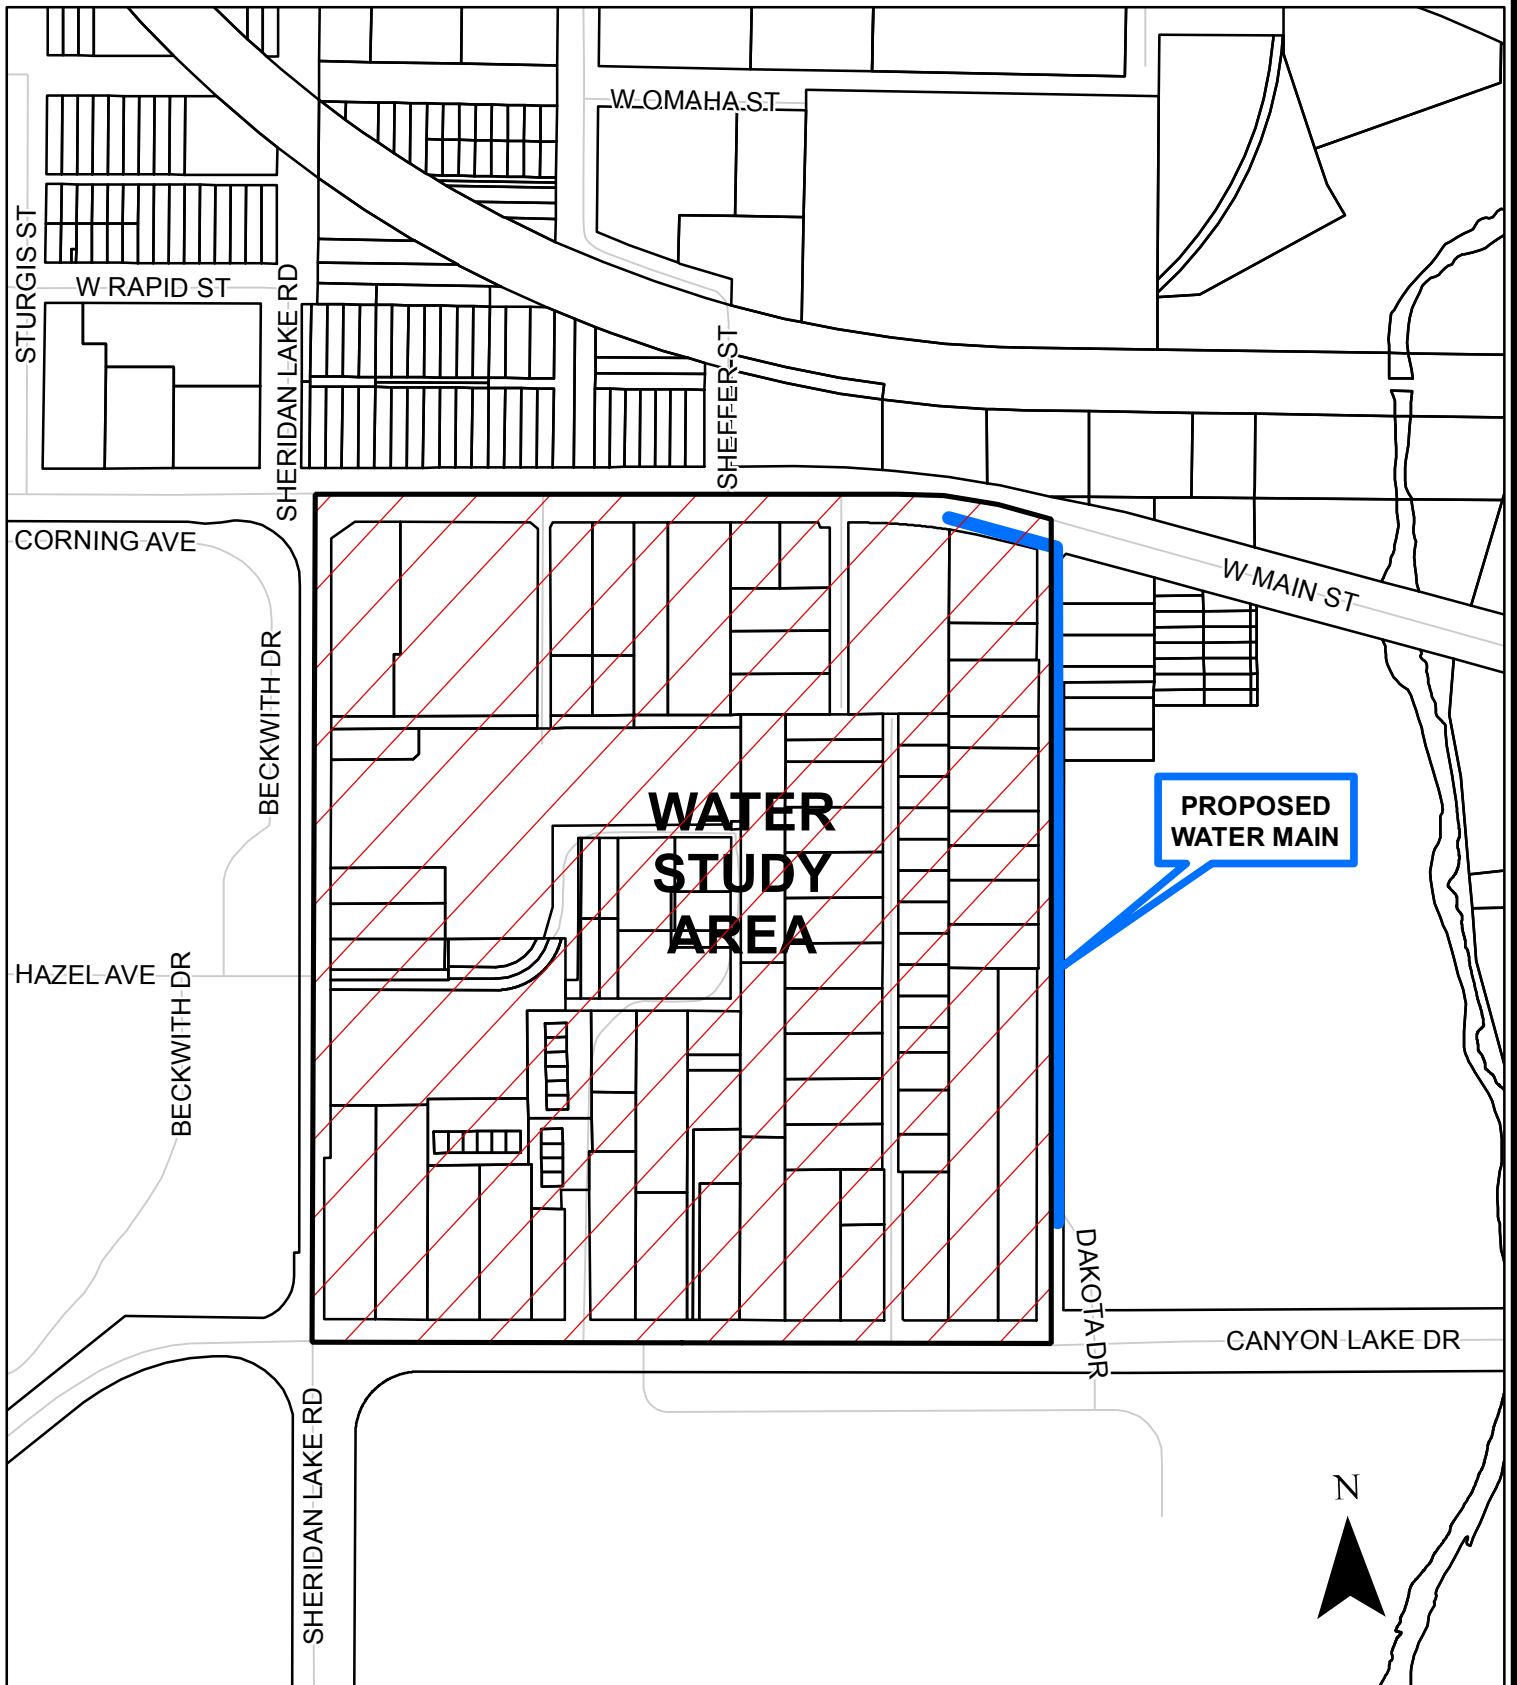 W OMAHA ST
STURGIS ST
W RAPID ST
SHERIDAN LAKE RD
SHEFFER ST
CORNING AVE
W MAIN ST
BECKWITH DR
WATER
STUDY
AREA
PROPOSED
WATER MAIN
HAZEL AVE
BECKWITH DR
DAKOTA DR
CANYON LAKE DR
SHERIDAN LAKE RD
N